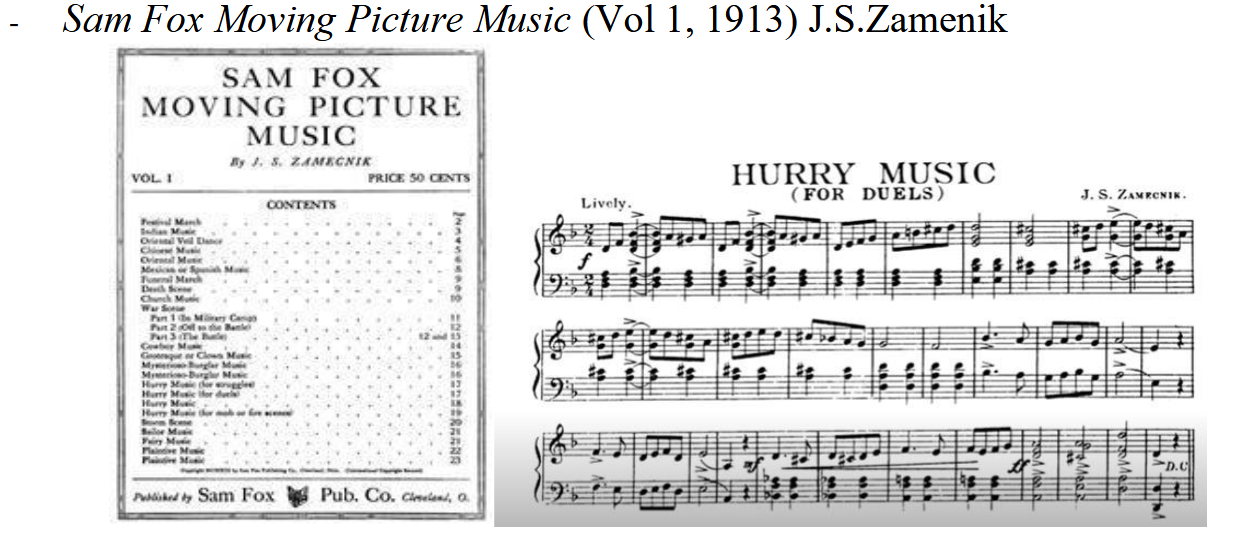 - Sam Fox Moving Picture Music (Vol 1, 1913) J.S.Zamenik
SAM FOX
MOVING PICTURE
MUSIC
By J. S. ZAMECNIK
VOL. I PRICE 50 CENTS
CONTENTS
Page
Festival March 2
Indian Music 3
Oriental Veil Dance 4
Chinese Music 5
Oriental Music 6
Mexican or Spanish Music 8
Funeral March 9
Death Scene 9
Church Music 10
War Scene
Part 1 (In Military Camp) 11
Part 2 (Off to the Battle) 12
Part 3 (The Battle) 12 and 13
Cowboy Music 14
Grotesque or Clown Music 15
Mysterioso-Burglar Music 16
Mysterioso-Burglar Music 16
Hurry Music (for struggles) 17
Hurry Music (for duels) 17
Hurry Music 18
Hurry Music (for mob or fire scenes) 19
Storm Scene 20
Sailor Music 21
Fairy Music 21
Plaintive Music 22
Plaintive Music 23
Published by Sam Fox Pub. Co. Cleveland, O.
HURRY MUSIC
(FOR DUELS)
J. S. ZAMECNIK.
Lively.
2 4
f
2 4
mf
ff
D.C